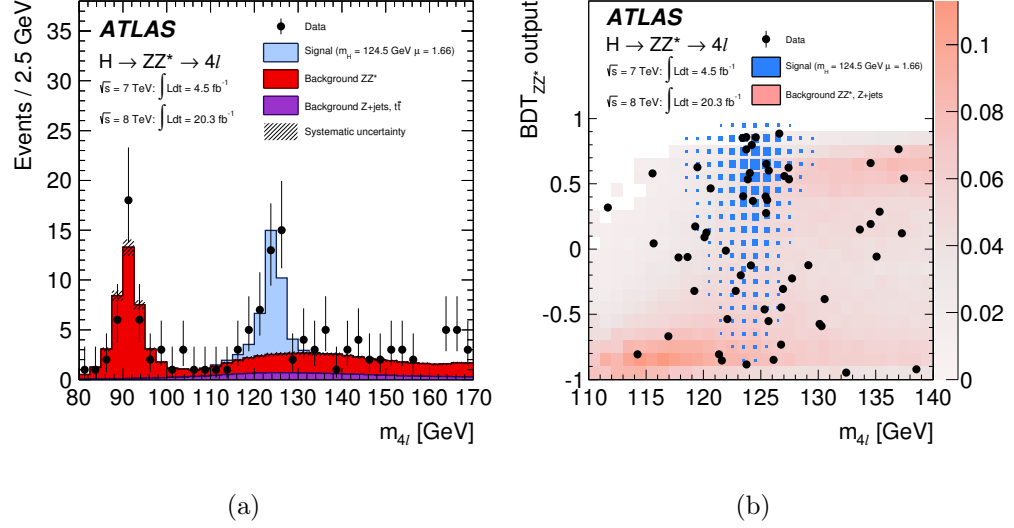 ATLAS
H → ZZ* → 4l
√s = 7 TeV: ∫Ldt = 4.5 fb⁻¹
√s = 8 TeV: ∫Ldt = 20.3 fb⁻¹
Data
Signal (m_H = 124.5 GeV μ = 1.66)
Background ZZ*
Background Z+jets, tt̄
Systematic uncertainty
Events / 2.5 GeV
35
30
25
20
15
10
5
0
80 90 100 110 120 130 140 150 160 170
m_4l [GeV]
(a)
ATLAS
H → ZZ* → 4l
√s = 7 TeV: ∫Ldt = 4.5 fb⁻¹
√s = 8 TeV: ∫Ldt = 20.3 fb⁻¹
Data
Signal (m_H = 124.5 GeV μ = 1.66)
Background ZZ*, Z+jets
BDT_ZZ* output
1
0.5
0
-0.5
-1
110 115 120 125 130 135 140
m_4l [GeV]
0.1
0.08
0.06
0.04
0.02
0
(b)